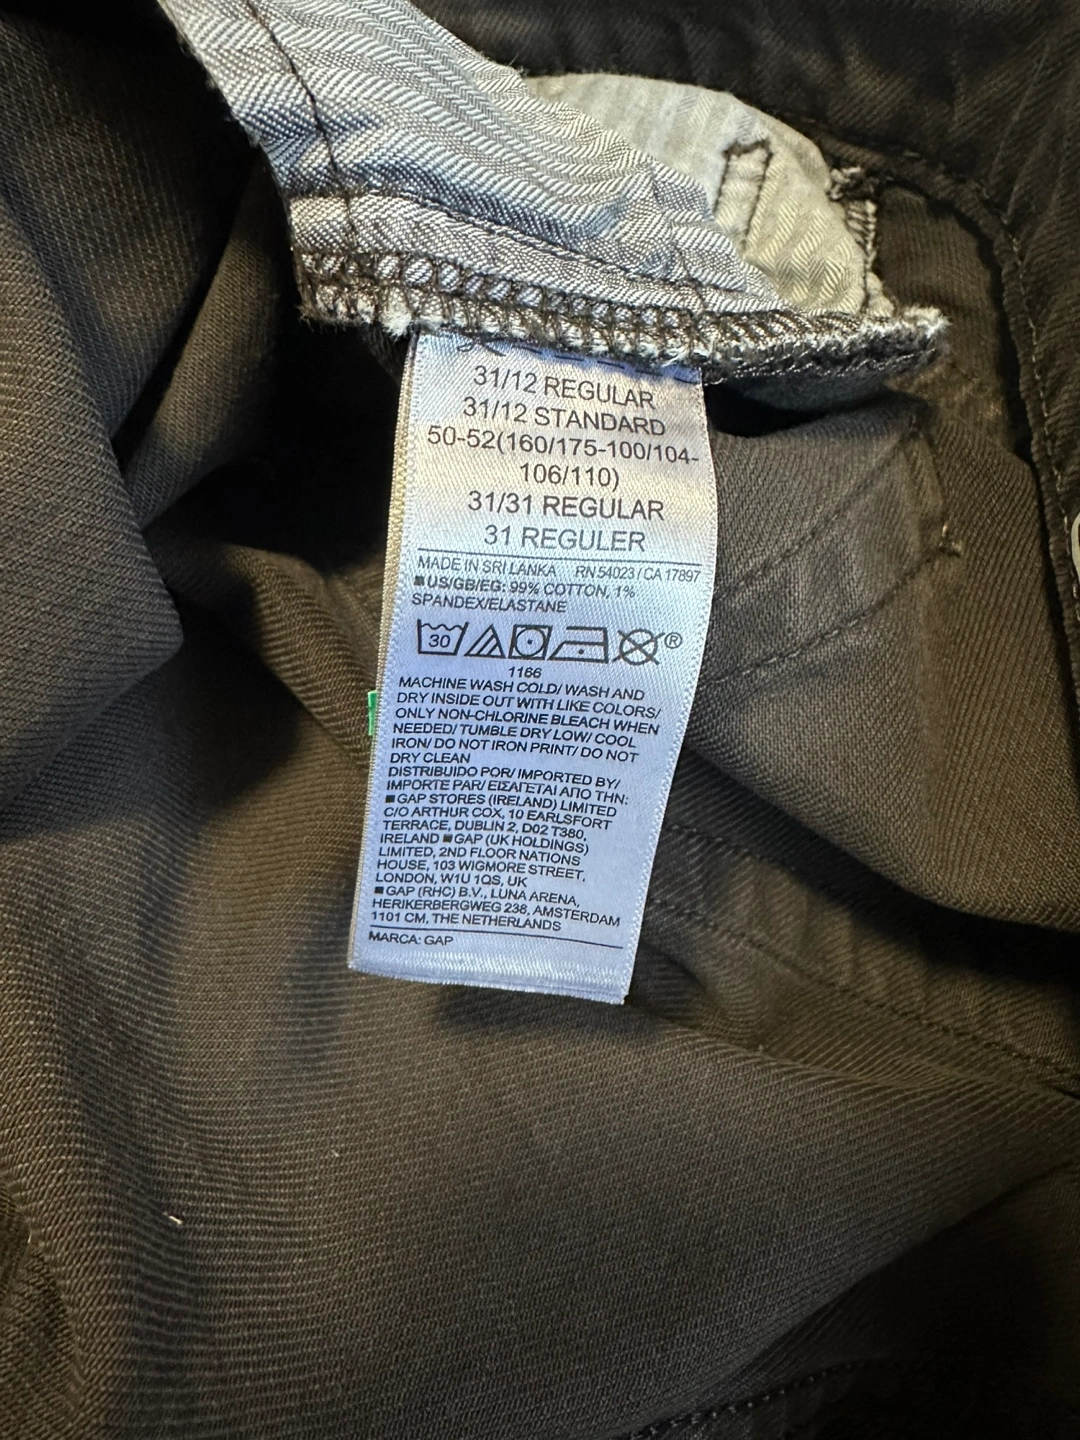 31/12 REGULAR
31/12 STANDARD
50-52(160/175-100/104-
106/110)
31/31 REGULAR
31 REGULER
MADE IN SRI LANKA RN 54023 / CA 17897
■ US/GB/EG: 99% COTTON, 1%
SPANDEX/ELASTANE
30 ®
1166
MACHINE WASH COLD/ WASH AND
DRY INSIDE OUT WITH LIKE COLORS/
ONLY NON-CHLORINE BLEACH WHEN
NEEDED/ TUMBLE DRY LOW/ COOL
IRON/ DO NOT IRON PRINT/ DO NOT
DRY CLEAN
DISTRIBUIDO POR/ IMPORTED BY/
IMPORTE PAR/ ΕΙΣΑΓΕΤΑΙ ΑΠΟ ΤΗΝ:
■ GAP STORES (IRELAND) LIMITED
C/O ARTHUR COX, 10 EARLSFORT
TERRACE, DUBLIN 2, D02 T380,
IRELAND ■ GAP (UK HOLDINGS)
LIMITED, 2ND FLOOR NATIONS
HOUSE, 103 WIGMORE STREET,
LONDON, W1U 1QS, UK
■ GAP (RHC) B.V., LUNA ARENA,
HERIKERBERGWEG 238, AMSTERDAM
1101 CM, THE NETHERLANDS
MARCA: GAP